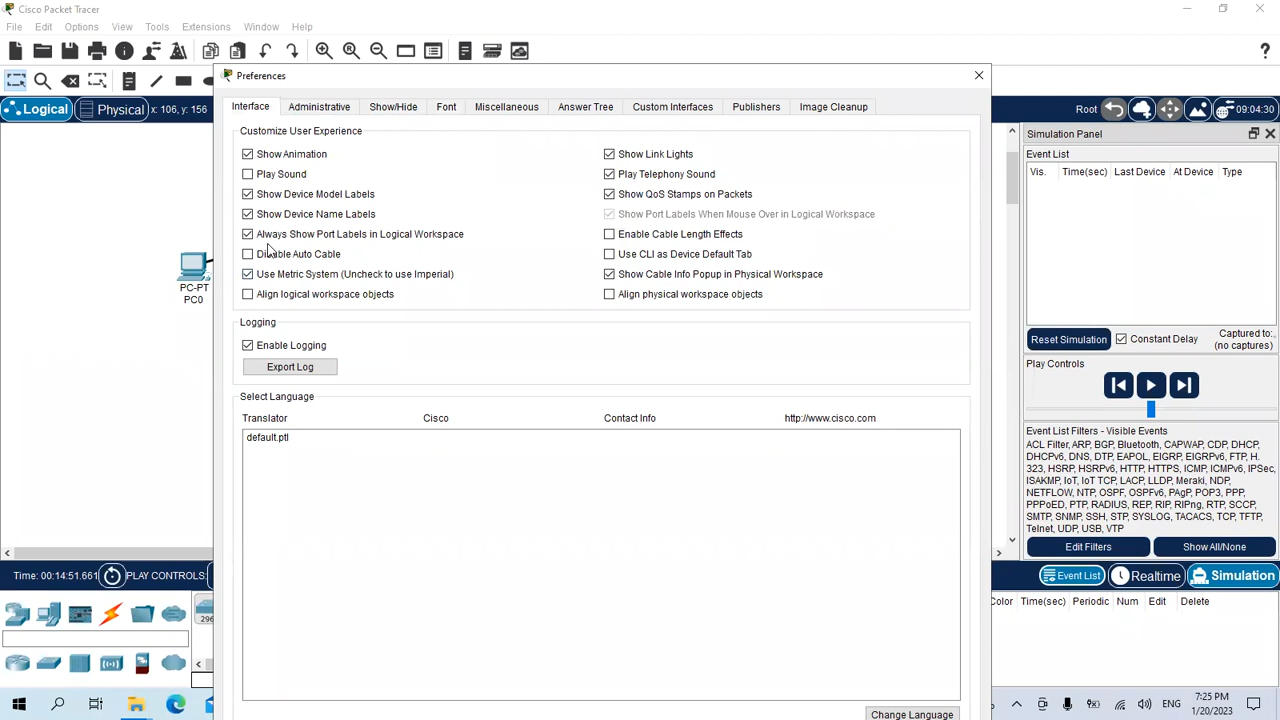 Cisco Packet Tracer
File Edit Options View Tools Extensions Window Help
Preferences
Logical Physical x: 106, y: 156
Root 09:04:30
Interface Administrative Show/Hide Font Miscellaneous Answer Tree Custom Interfaces Publishers Image Cleanup
Customize User Experience
Show Animation
Play Sound
Show Device Model Labels
Show Device Name Labels
Always Show Port Labels in Logical Workspace
Disable Auto Cable
Use Metric System (Uncheck to use Imperial)
Align logical workspace objects
Show Link Lights
Play Telephony Sound
Show QoS Stamps on Packets
Show Port Labels When Mouse Over in Logical Workspace
Enable Cable Length Effects
Use CLI as Device Default Tab
Show Cable Info Popup in Physical Workspace
Align physical workspace objects
Logging
Enable Logging
Export Log
Select Language
Translator Cisco Contact Info http://www.cisco.com
default.ptl
Change Language
PC-PT
PC0
Simulation Panel
Event List
Vis. Time(sec) Last Device At Device Type
Reset Simulation Constant Delay Captured to:
(no captures)
Play Controls
Event List Filters - Visible Events
ACL Filter, ARP, BGP, Bluetooth, CAPWAP, CDP, DHCP,
DHCPv6, DNS, DTP, EAPOL, EIGRP, EIGRPv6, FTP, H.
323, HSRP, HSRPv6, HTTP, HTTPS, ICMP, ICMPv6, IPSec,
ISAKMP, IoT, IoT TCP, LACP, LLDP, Meraki, NDP,
NETFLOW, NTP, OSPF, OSPFv6, PAgP, POP3, PPP,
PPPoED, PTP, RADIUS, REP, RIP, RIPng, RTP, SCCP,
SMTP, SNMP, SSH, STP, SYSLOG, TACACS, TCP, TFTP,
Telnet, UDP, USB, VTP
Edit Filters Show All/None
Time: 00:14:51.661 PLAY CONTROLS:
Event List Realtime Simulation
Color Time(sec) Periodic Num Edit Delete
296
ENG
7:25 PM
1/20/2023